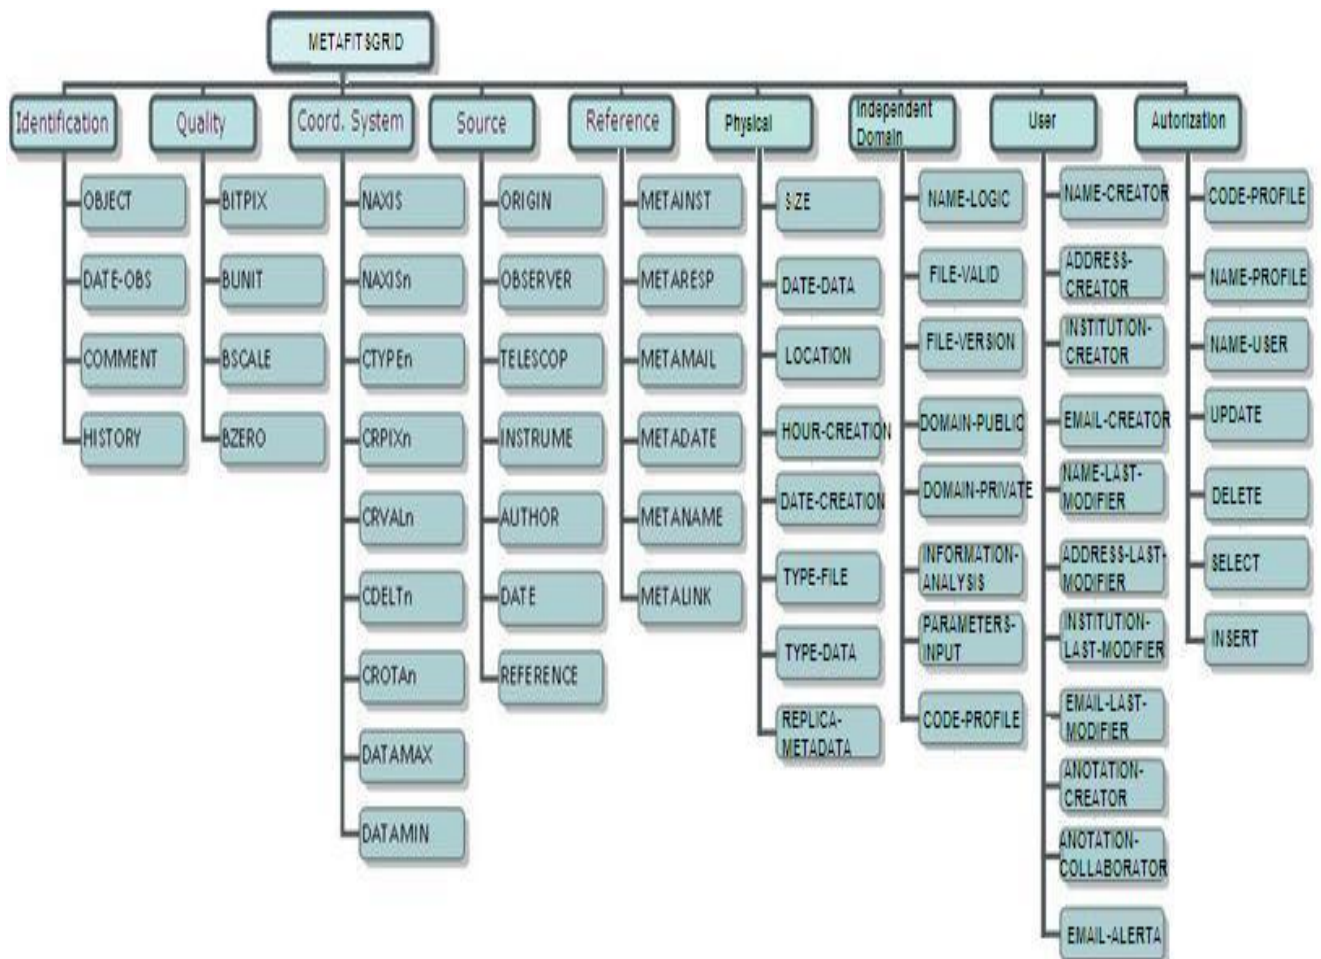 METAFITSGRID
Identification
OBJECT
DATE-OBS
COMMENT
HISTORY
Quality
BITPIX
BUNIT
BSCALE
BZERO
Coord. System
NAXIS
NAXISn
CTYPEn
CRPIXn
CRVALn
CDELTn
CROTAn
DATAMAX
DATAMIN
Source
ORIGIN
OBSERVER
TELESCOP
INSTRUME
AUTHOR
DATE
REFERENCE
Reference
METAINST
METARESP
METAMAIL
METADATE
METANAME
METALINK
Physical
SIZE
DATE-DATA
LOCATION
HOUR-CREATION
DATE-CREATION
TYPE-FILE
TYPE-DATA
REPLICA-
METADATA
Independent
Domain
NAME-LOGIC
FILE-VALID
FILE-VERSION
DOMAIN-PUBLIC
DOMAIN-PRIVATE
INFORMATION-
ANALYSIS
PARAMETERS-
INPUT
CODE-PROFILE
User
NAME-CREATOR
ADDRESS-
CREATOR
INSTITUTION-
CREATOR
EMAIL-CREATOR
NAME-LAST-
MODIFIER
ADDRESS-LAST-
MODIFIER
INSTITUTION-
LAST-MODIFIER
EMAIL-LAST-
MODIFIER
ANOTATION-
CREATOR
ANOTATION-
COLLABORATOR
EMAIL-ALERTA
Autorization
CODE-PROFILE
NAME-PROFILE
NAME-USER
UPDATE
DELETE
SELECT
INSERT